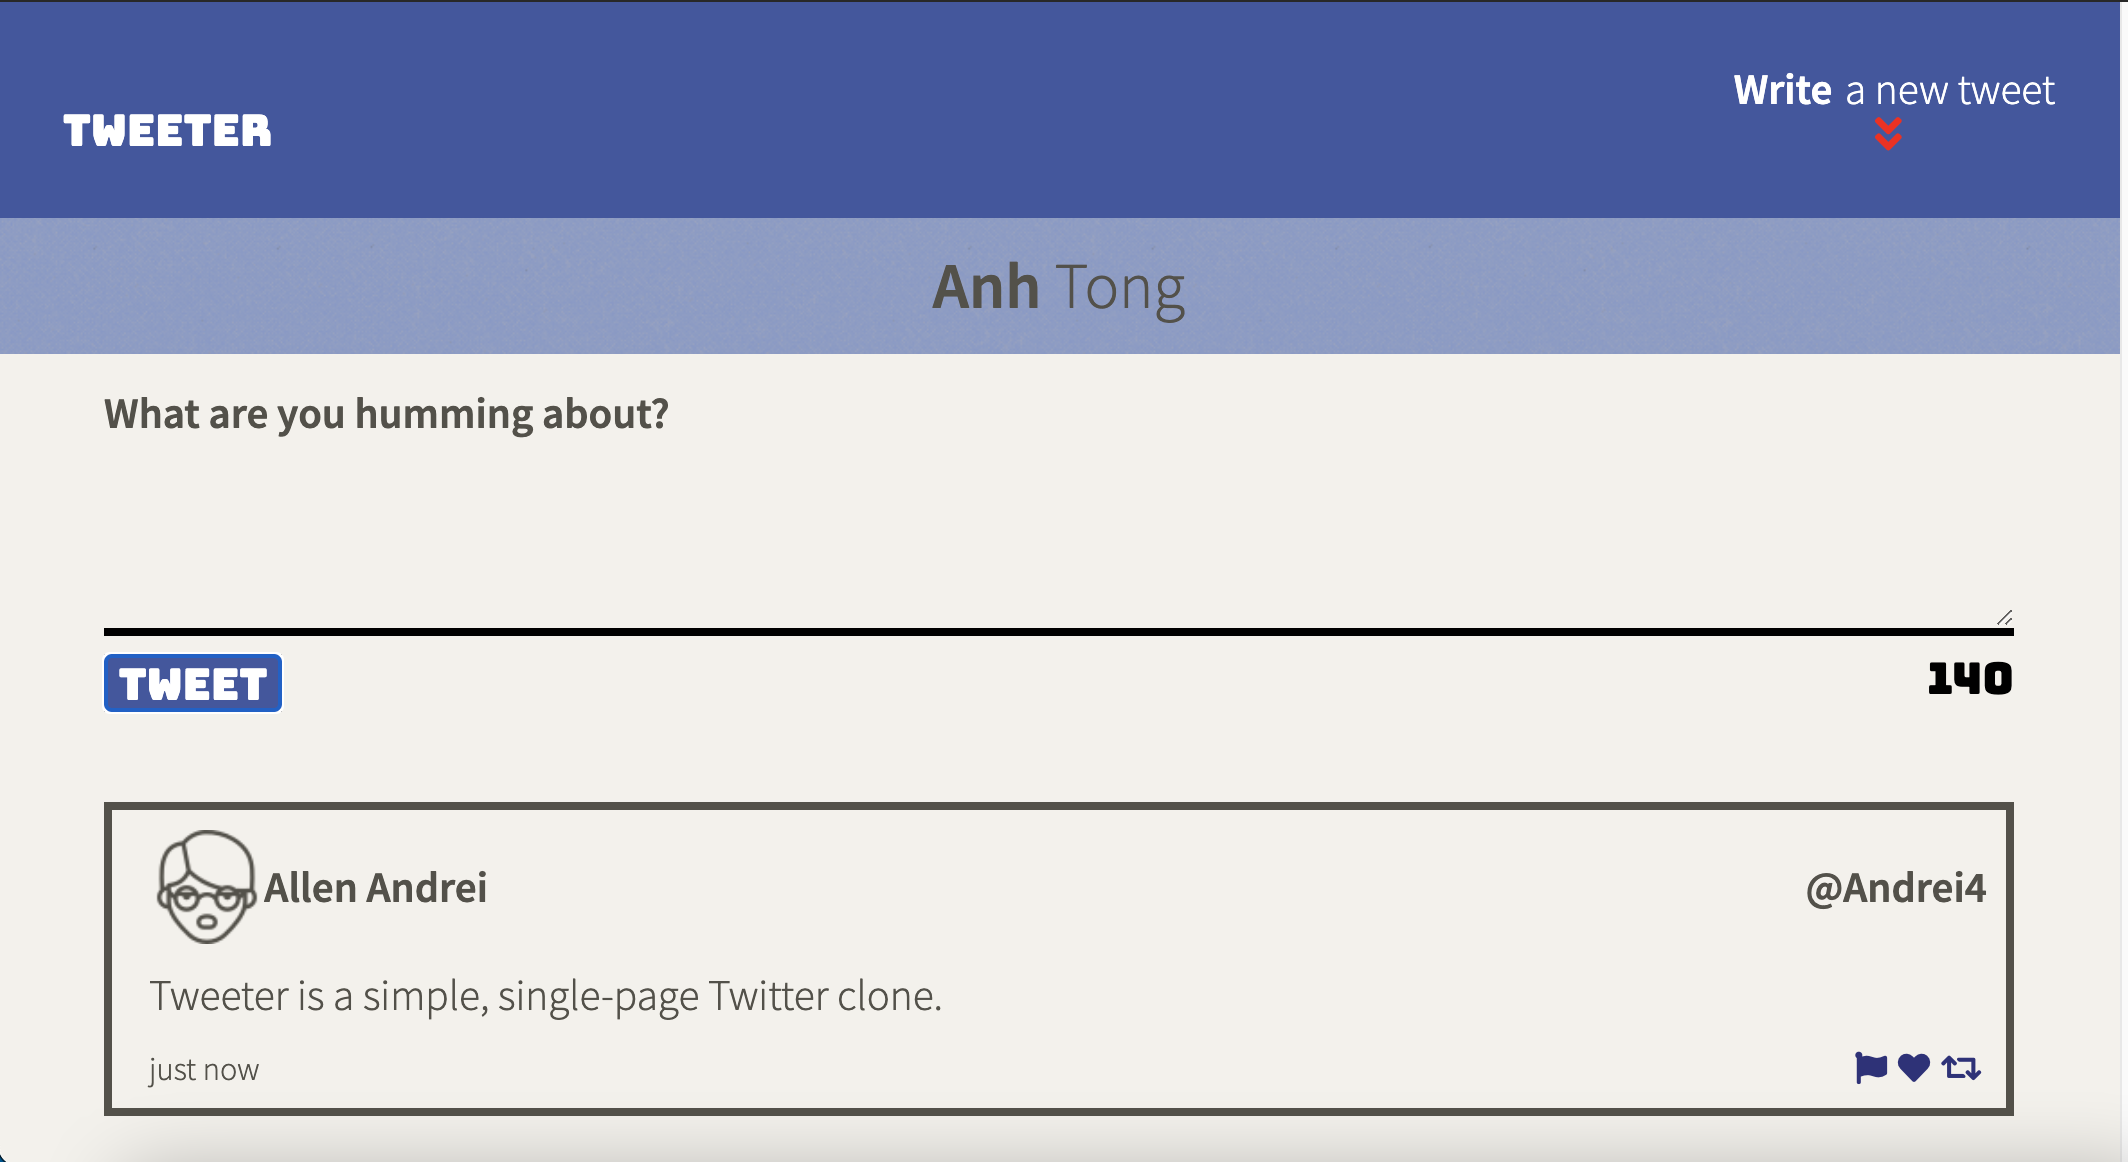 TWEETER
Write a new tweet
Anh Tong
What are you humming about?
TWEET
140
Allen Andrei
@Andrei4
Tweeter is a simple, single-page Twitter clone.
just now